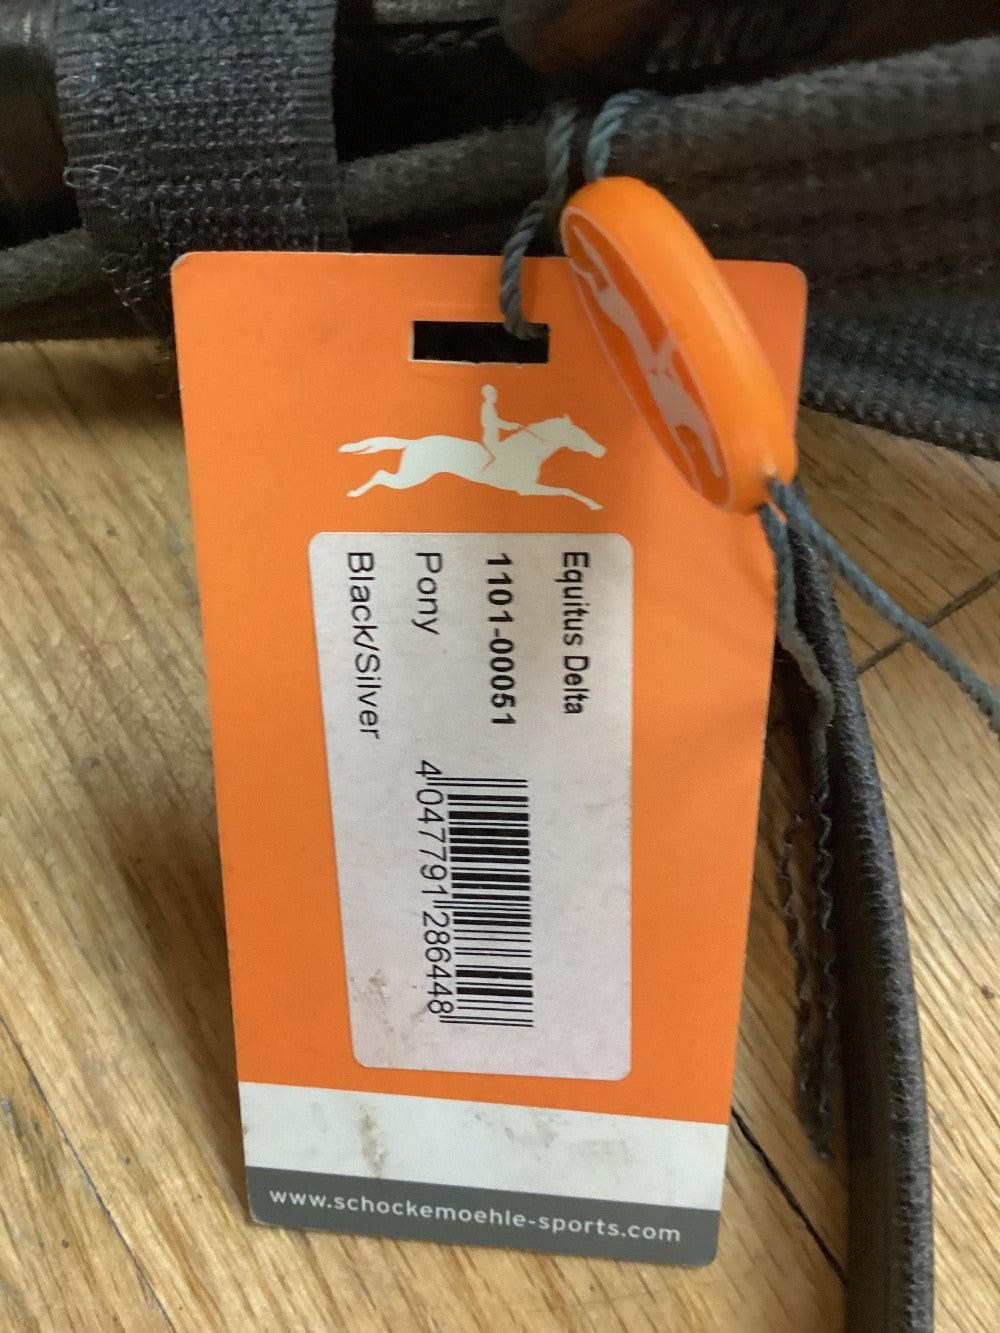 Equitus Delta
1101-00051
Pony
Black/Silver
4 047791 286448
www.schockemoehle-sports.com